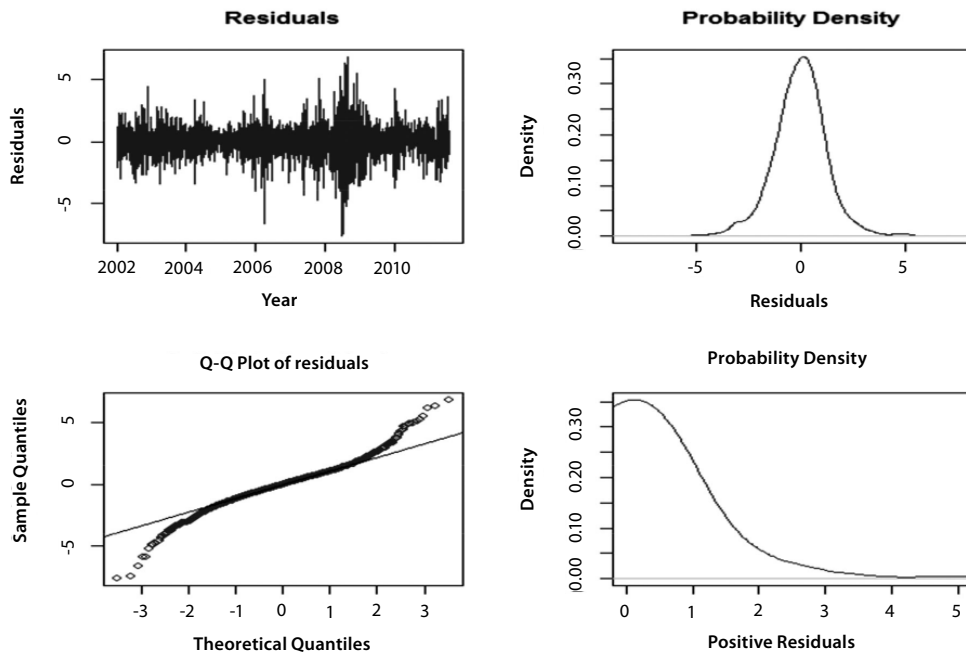 Residuals
Residuals
5
0
-5
2002 2004 2006 2008 2010
Year
Probability Density
Density
0.30
0.20
0.10
0.00
-5 0 5
Residuals
Q-Q Plot of residuals
Sample Quantiles
5
0
-5
-3 -2 -1 0 1 2 3
Theoretical Quantiles
Probability Density
Density
0.30
0.20
0.10
0.00
0 1 2 3 4 5
Positive Residuals